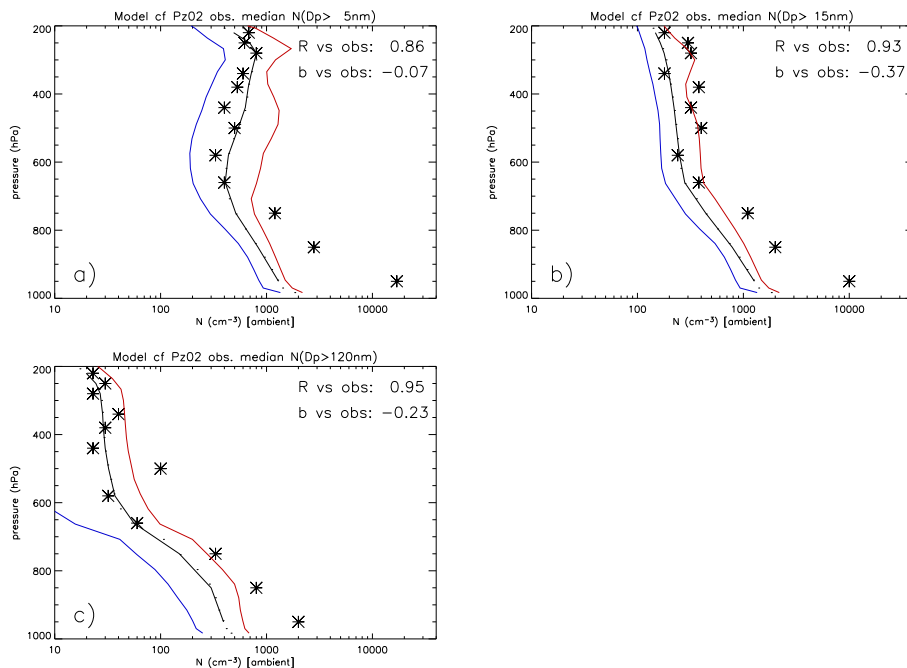 Model cf Pz02 obs. median N(Dp> 5nm)
200
400
600
800
1000
pressure (hPa)
R vs obs: 0.86
b vs obs: −0.07
a)
10 100 1000 10000
N (cm⁻³) [ambient]
Model cf Pz02 obs. median N(Dp> 15nm)
200
400
600
800
1000
pressure (hPa)
R vs obs: 0.93
b vs obs: −0.37
b)
10 100 1000 10000
N (cm⁻³) [ambient]
Model cf Pz02 obs. median N(Dp>120nm)
200
400
600
800
1000
pressure (hPa)
R vs obs: 0.95
b vs obs: −0.23
c)
10 100 1000 10000
N (cm⁻³) [ambient]